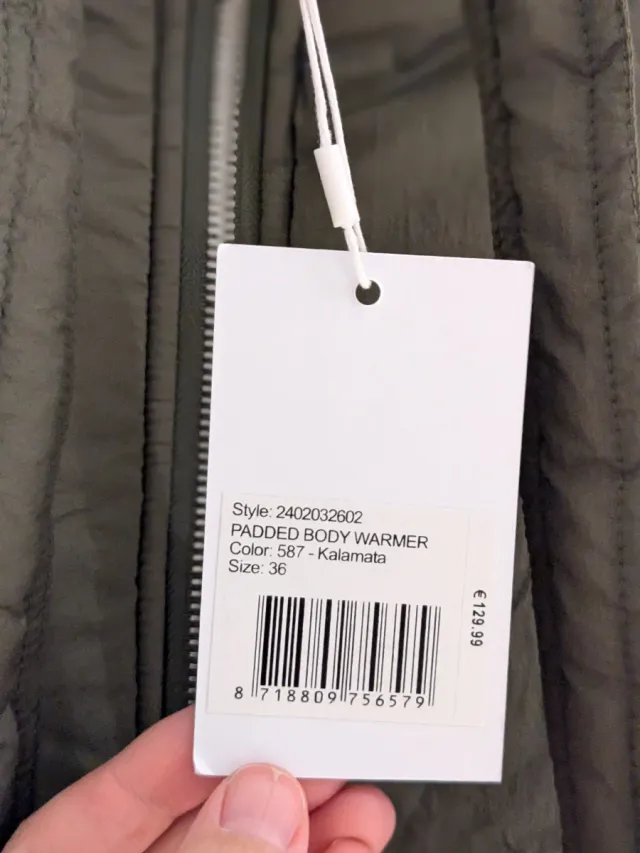 Style: 2402032602
PADDED BODY WARMER
Color: 587 - Kalamata
Size: 36
€ 129.99
8 718809 756579